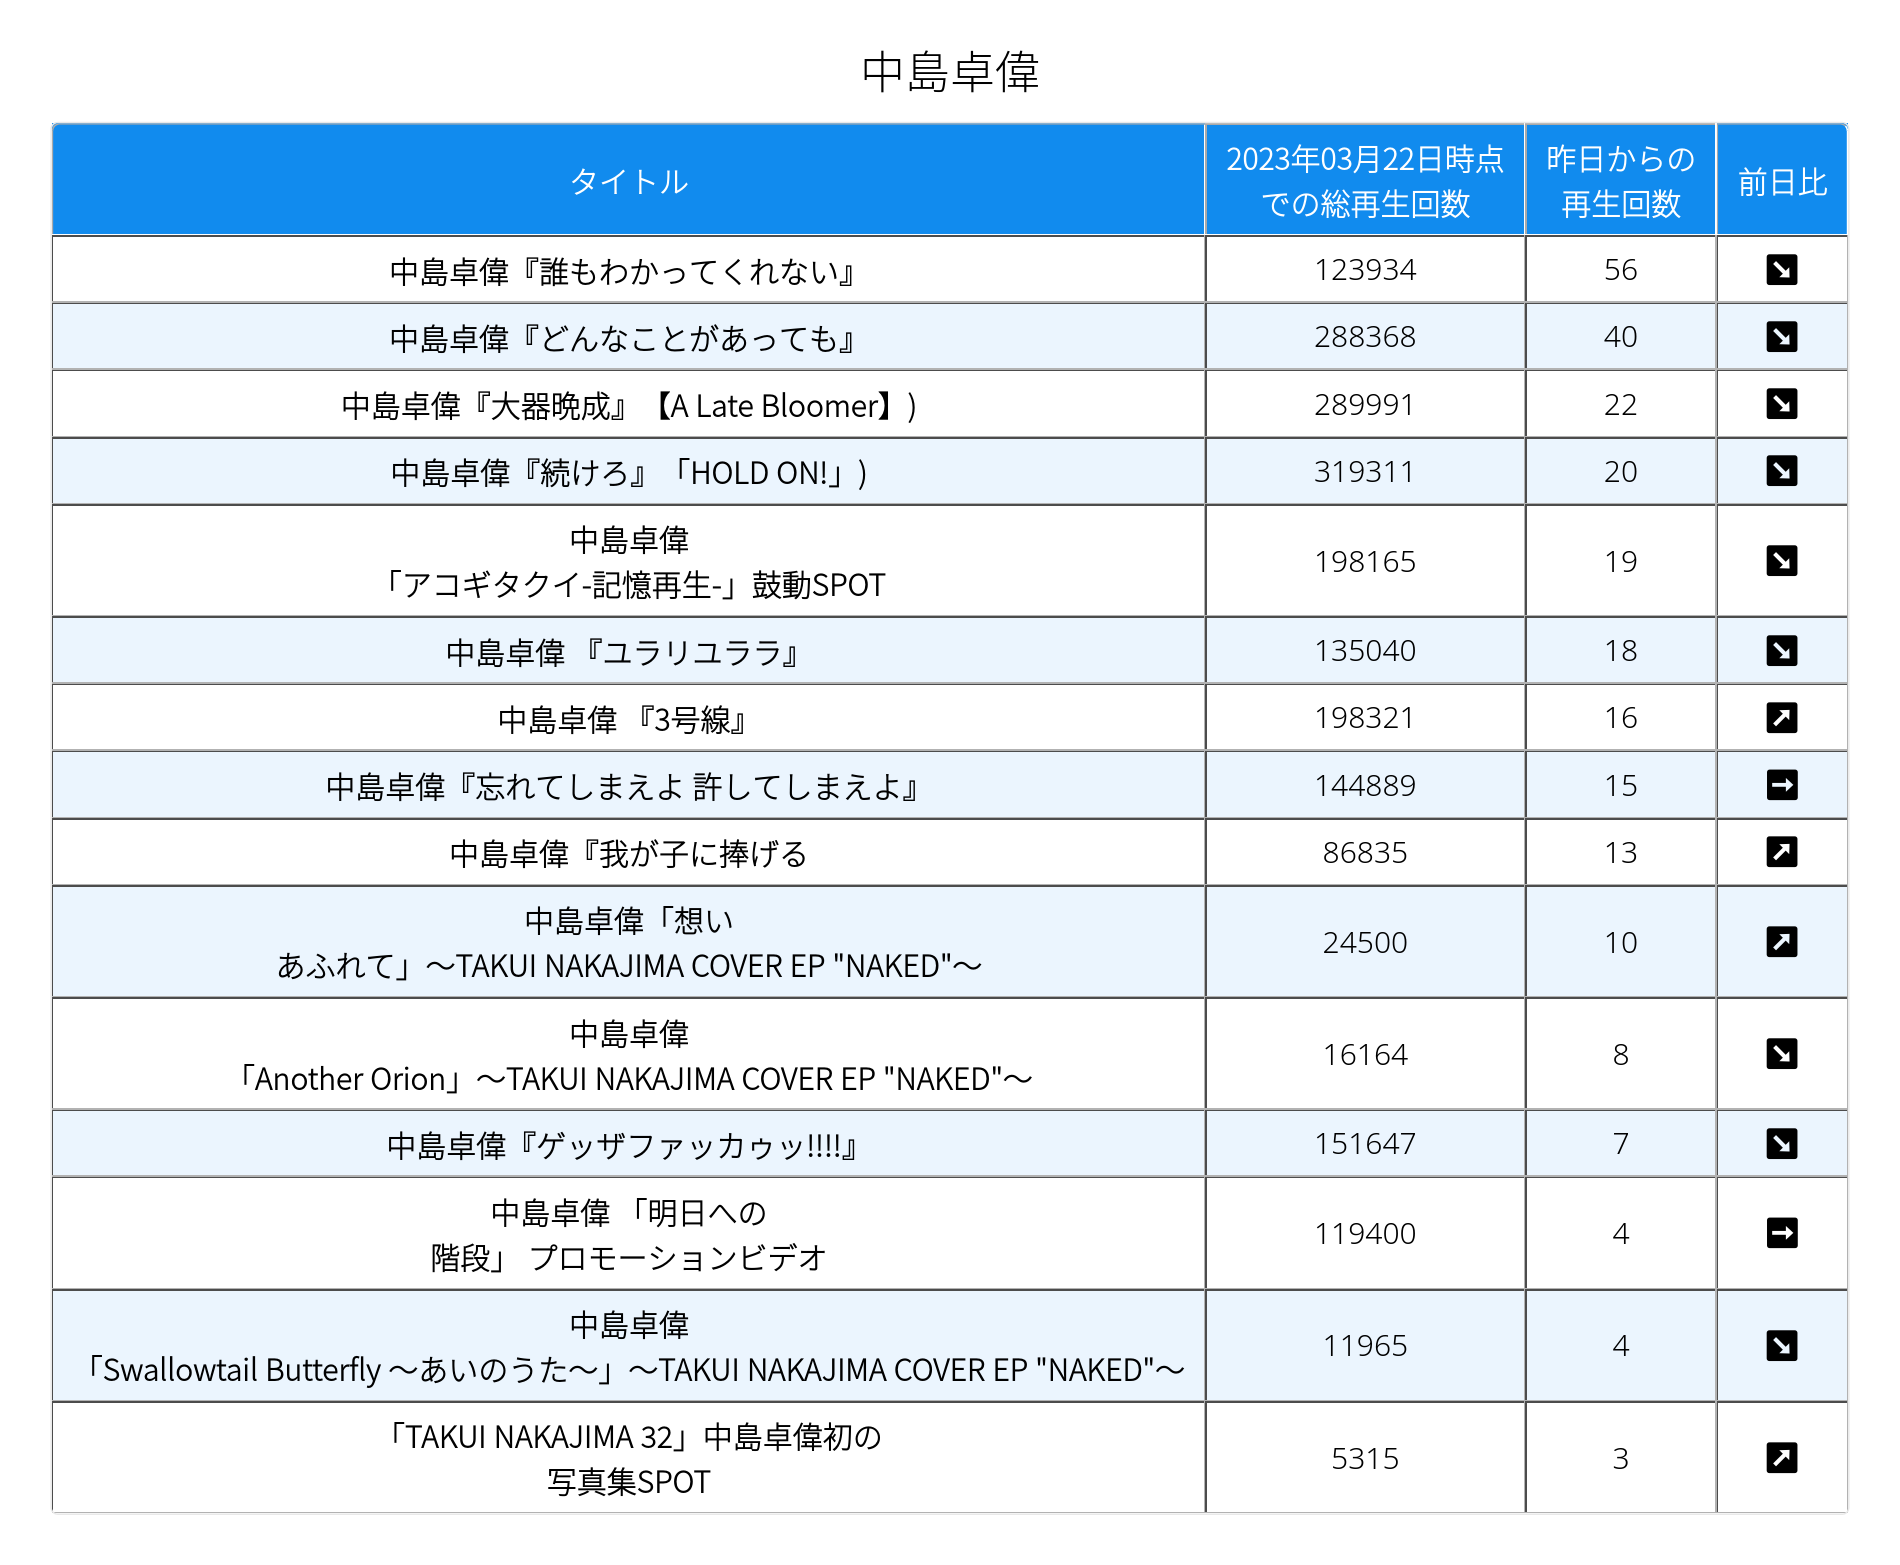 中島卓偉
タイトル
2023年03月22日時点
での総再生回数
昨日からの
再生回数
前日比
中島卓偉『誰もわかってくれない』 123934 56
中島卓偉『どんなことがあっても』 288368 40
中島卓偉『大器晩成』【A Late Bloomer】) 289991 22
中島卓偉『続けろ』「HOLD ON!」) 319311 20
中島卓偉
「アコギタクイ-記憶再生-」鼓動SPOT 198165 19
中島卓偉 『ユラリユララ』 135040 18
中島卓偉 『3号線』 198321 16
中島卓偉『忘れてしまえよ 許してしまえよ』 144889 15
中島卓偉『我が子に捧げる 86835 13
中島卓偉「想い
あふれて」〜TAKUI NAKAJIMA COVER EP "NAKED"〜 24500 10
中島卓偉
「Another Orion」〜TAKUI NAKAJIMA COVER EP "NAKED"〜 16164 8
中島卓偉『ゲッザファッカゥッ!!!!』 151647 7
中島卓偉 「明日への
階段」 プロモーションビデオ 119400 4
中島卓偉
「Swallowtail Butterfly 〜あいのうた〜」〜TAKUI NAKAJIMA COVER EP "NAKED"〜 11965 4
「TAKUI NAKAJIMA 32」中島卓偉初の
写真集SPOT 5315 3